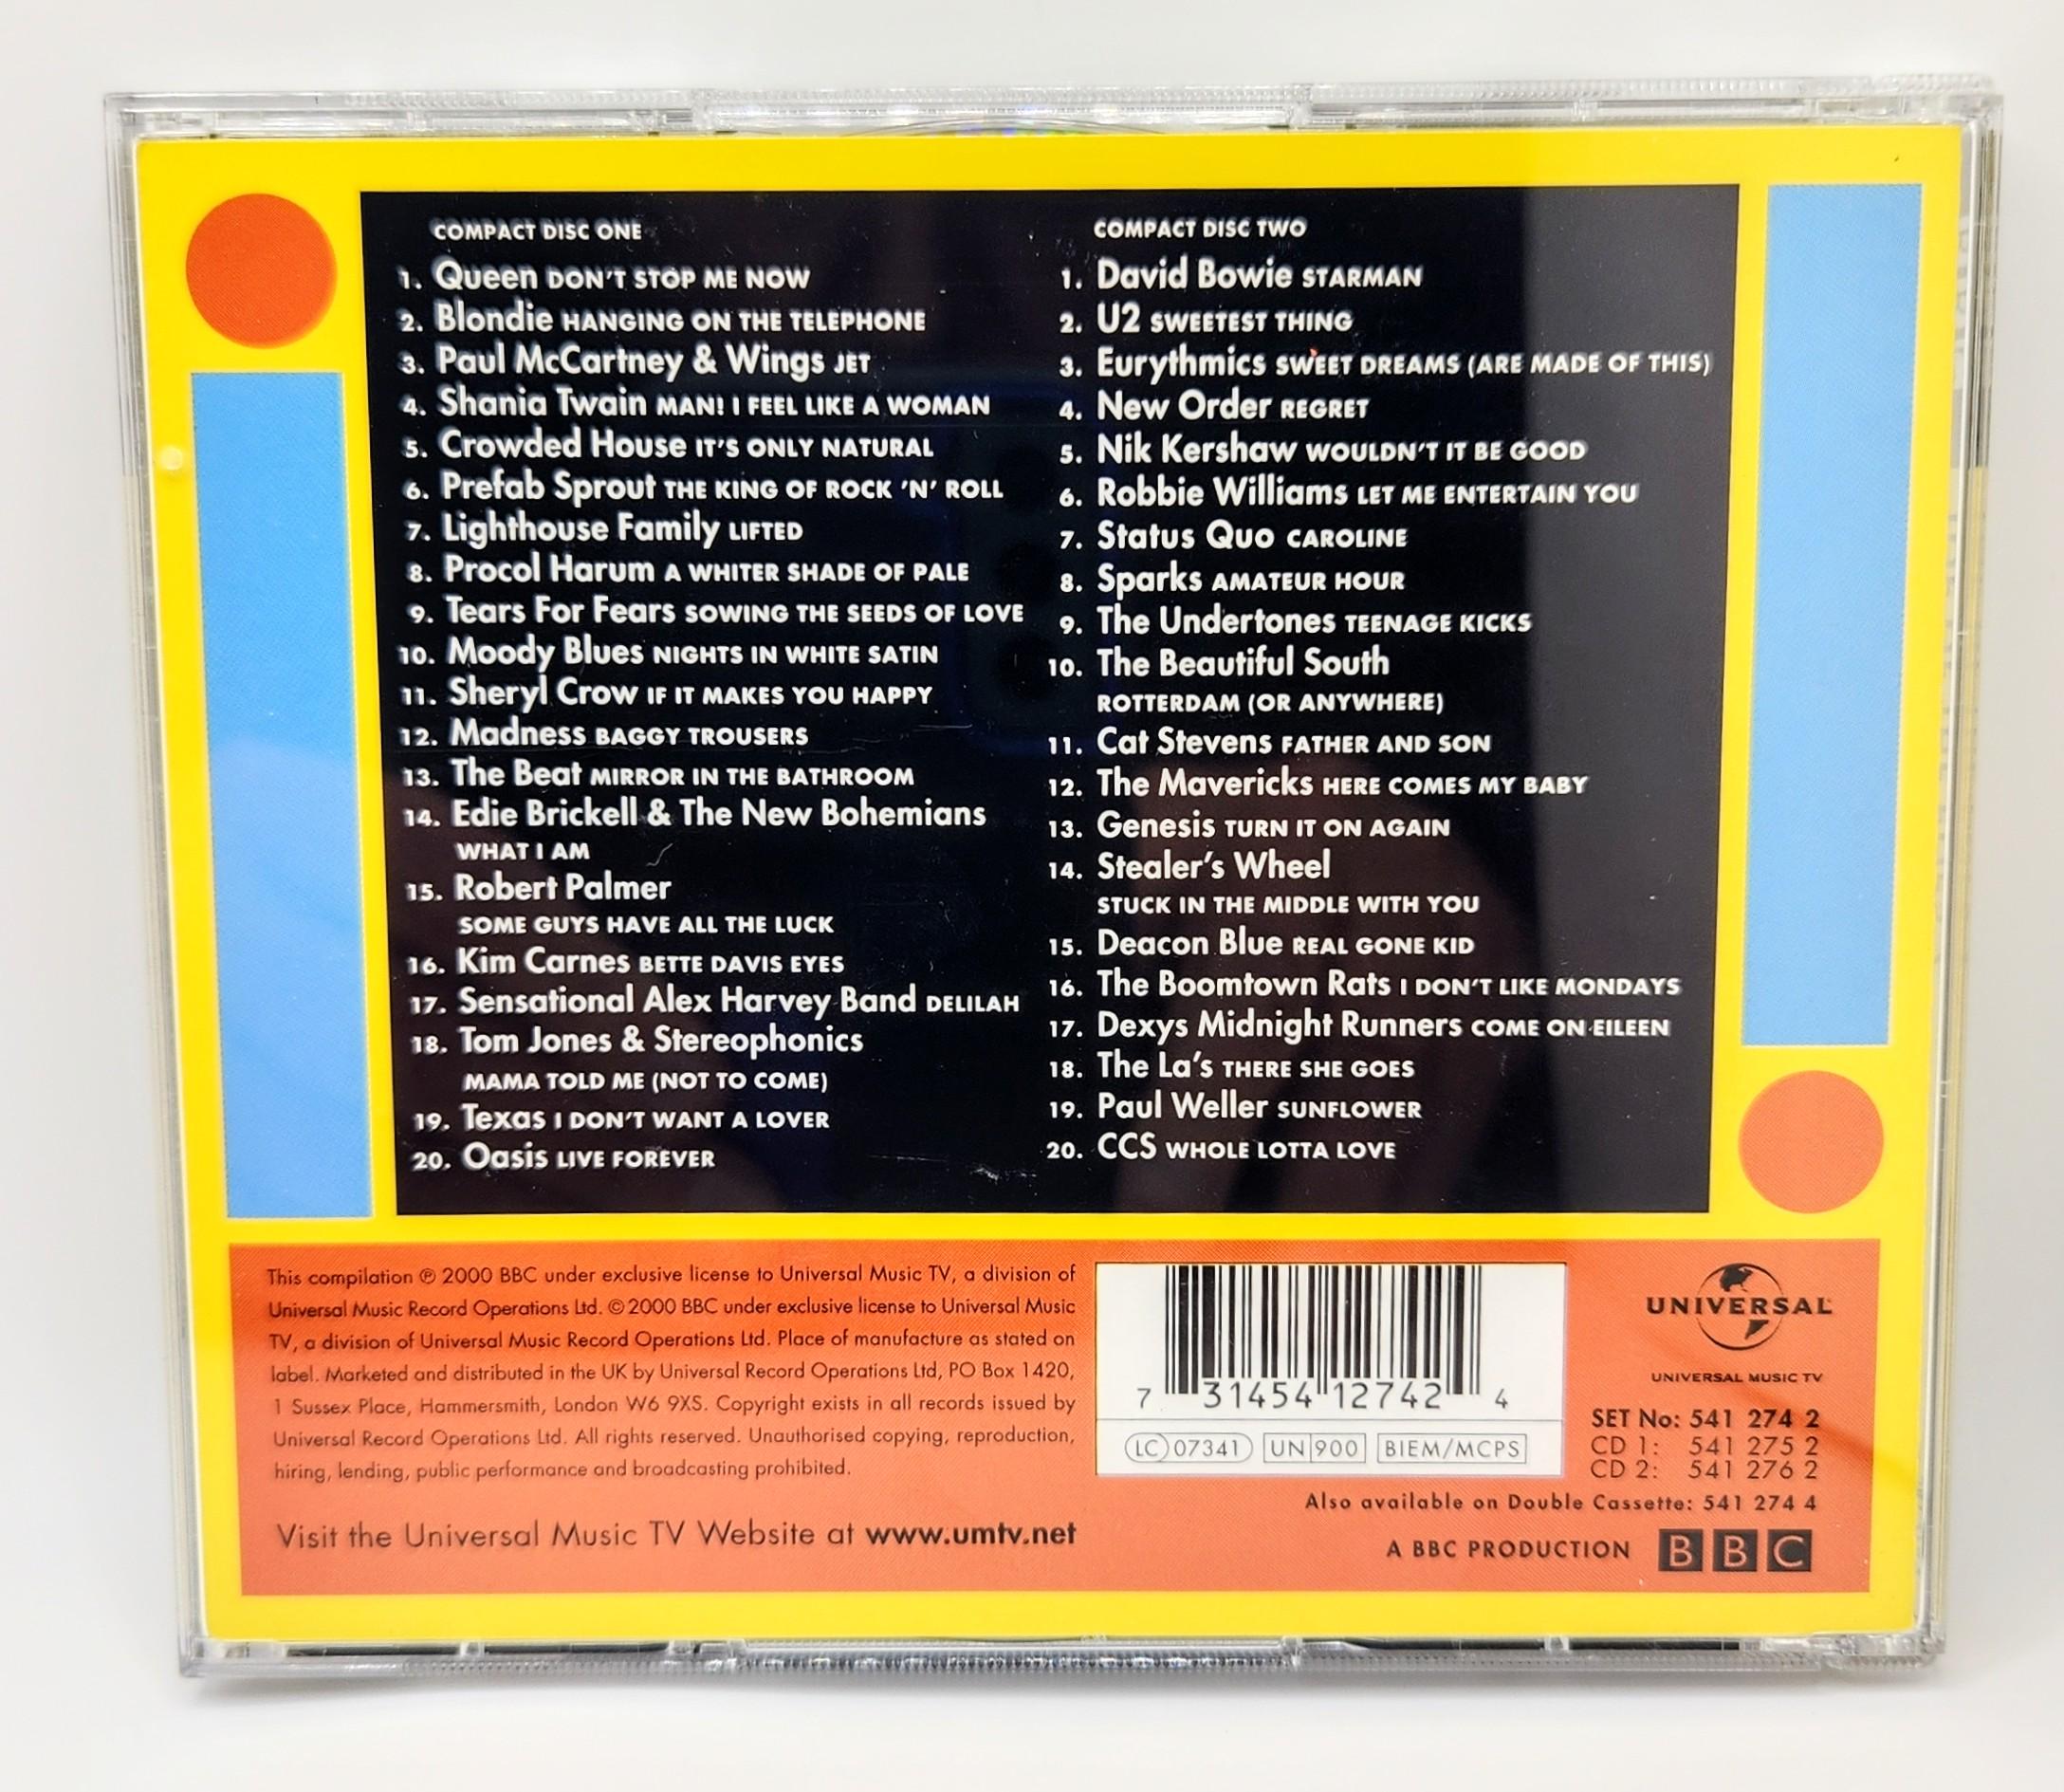 COMPACT DISC ONE
1. Queen DON'T STOP ME NOW
2. Blondie HANGING ON THE TELEPHONE
3. Paul McCartney & Wings JET
4. Shania Twain MAN! I FEEL LIKE A WOMAN
5. Crowded House IT'S ONLY NATURAL
6. Prefab Sprout THE KING OF ROCK 'N' ROLL
7. Lighthouse Family LIFTED
8. Procol Harum A WHITER SHADE OF PALE
9. Tears For Fears SOWING THE SEEDS OF LOVE
10. Moody Blues NIGHTS IN WHITE SATIN
11. Sheryl Crow IF IT MAKES YOU HAPPY
12. Madness BAGGY TROUSERS
13. The Beat MIRROR IN THE BATHROOM
14. Edie Brickell & The New Bohemians
WHAT I AM
15. Robert Palmer
SOME GUYS HAVE ALL THE LUCK
16. Kim Carnes BETTE DAVIS EYES
17. Sensational Alex Harvey Band DELILAH
18. Tom Jones & Stereophonics
MAMA TOLD ME (NOT TO COME)
19. Texas I DON'T WANT A LOVER
20. Oasis LIVE FOREVER
COMPACT DISC TWO
1. David Bowie STARMAN
2. U2 SWEETEST THING
3. Eurythmics SWEET DREAMS (ARE MADE OF THIS)
4. New Order REGRET
5. Nik Kershaw WOULDN'T IT BE GOOD
6. Robbie Williams LET ME ENTERTAIN YOU
7. Status Quo CAROLINE
8. Sparks AMATEUR HOUR
9. The Undertones TEENAGE KICKS
10. The Beautiful South
ROTTERDAM (OR ANYWHERE)
11. Cat Stevens FATHER AND SON
12. The Mavericks HERE COMES MY BABY
13. Genesis TURN IT ON AGAIN
14. Stealer's Wheel
STUCK IN THE MIDDLE WITH YOU
15. Deacon Blue REAL GONE KID
16. The Boomtown Rats I DON'T LIKE MONDAYS
17. Dexys Midnight Runners COME ON EILEEN
18. The La's THERE SHE GOES
19. Paul Weller SUNFLOWER
20. CCS WHOLE LOTTA LOVE
This compilation ℗ 2000 BBC under exclusive license to Universal Music TV, a division of
Universal Music Record Operations Ltd. © 2000 BBC under exclusive license to Universal Music
TV, a division of Universal Music Record Operations Ltd. Place of manufacture as stated on
label. Marketed and distributed in the UK by Universal Record Operations Ltd, PO Box 1420,
1 Sussex Place, Hammersmith, London W6 9XS. Copyright exists in all records issued by
Universal Record Operations Ltd. All rights reserved. Unauthorised copying, reproduction,
hiring, lending, public performance and broadcasting prohibited.
Visit the Universal Music TV Website at www.umtv.net
7 31454 12742 4
LC 07341 UN 900 BIEM/MCPS
UNIVERSAL
UNIVERSAL MUSIC TV
SET No: 541 274 2
CD 1: 541 275 2
CD 2: 541 276 2
Also available on Double Cassette: 541 274 4
A BBC PRODUCTION BBC